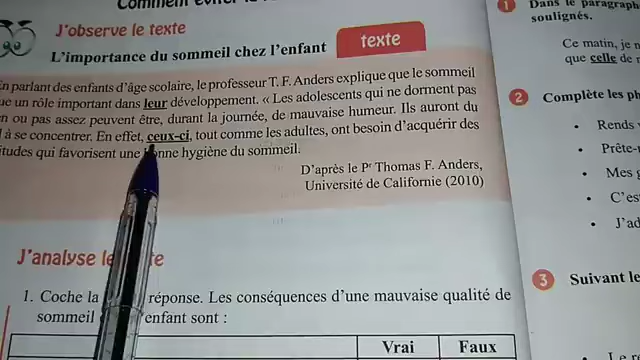 Comment éviter
J'observe le texte
L'importance du sommeil chez l'enfant
texte
En parlant des enfants d'âge scolaire, le professeur T. F. Anders explique que le sommeil
un rôle important dans leur développement. « Les adolescents qui ne dorment pas
ou pas assez peuvent être, durant la journée, de mauvaise humeur. Ils auront du
à se concentrer. En effet, ceux-ci, tout comme les adultes, ont besoin d'acquérir des
itudes qui favorisent une bonne hygiène du sommeil.
D'après le Pr Thomas F. Anders,
Université de Californie (2010)
J'analyse le te
1. Coche la réponse. Les conséquences d'une mauvaise qualité de
sommeil enfant sont :
Vrai Faux
1 Dans le paragraph
soulignés.
Ce matin, je n
que celle de
2 Complète les ph
• Rends
• Prête-
• Mes
• C'es
• J'ad
3 Suivant le